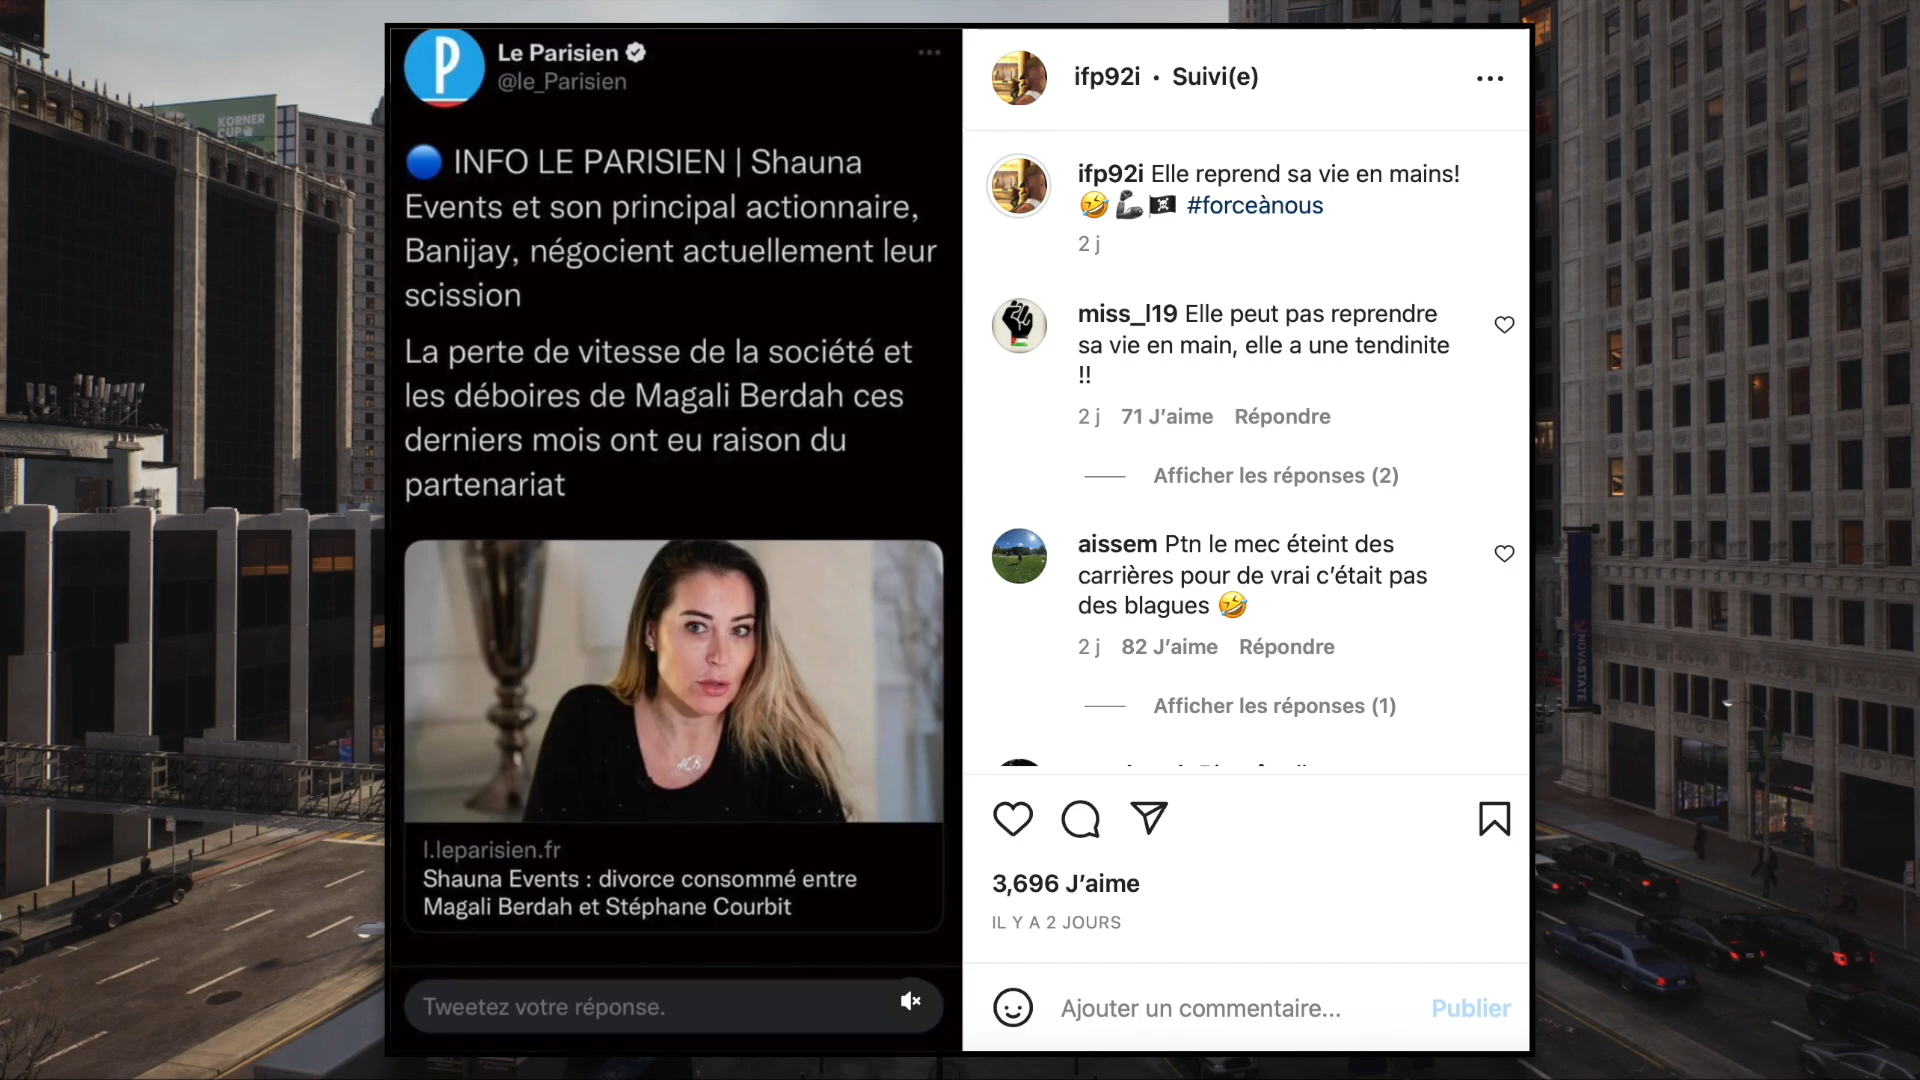 KORNER
CUP
Le Parisien
@le_Parisien
INFO LE PARISIEN | Shauna
Events et son principal actionnaire,
Banijay, négocient actuellement leur
scission
La perte de vitesse de la société et
les déboires de Magali Berdah ces
derniers mois ont eu raison du
partenariat
l.leparisien.fr
Shauna Events : divorce consommé entre
Magali Berdah et Stéphane Courbit
Tweetez votre réponse.
ifp92i • Suivi(e)
ifp92i Elle reprend sa vie en mains!
🤣🦾🏴‍☠️ #forceànous
2 j
miss_l19 Elle peut pas reprendre
sa vie en main, elle a une tendinite
!!
2 j 71 J’aime Répondre
Afficher les réponses (2)
aissem Ptn le mec éteint des
carrières pour de vrai c’était pas
des blagues 🤣
2 j 82 J’aime Répondre
Afficher les réponses (1)
3,696 J’aime
IL Y A 2 JOURS
Ajouter un commentaire...
Publier
NOVASTATE